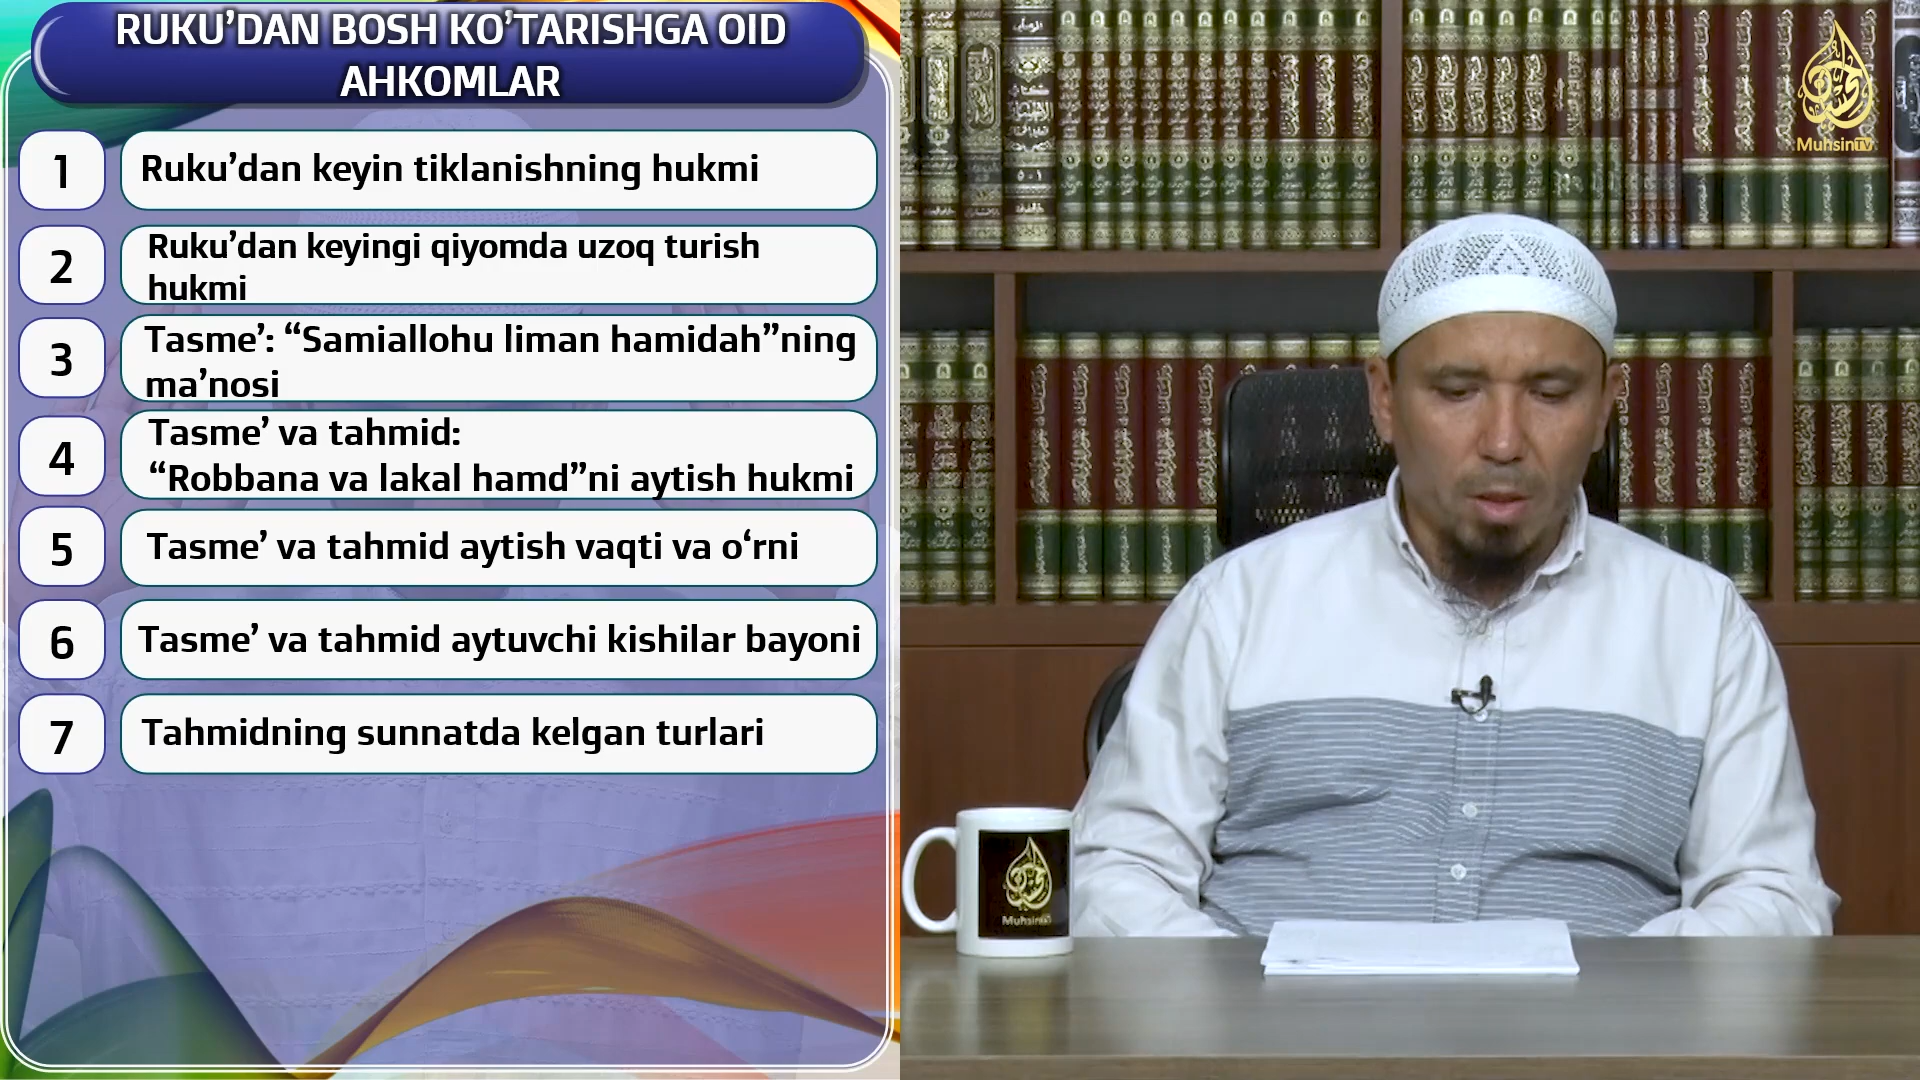 RUKU’DAN BOSH KO’TARISHGA OID
AHKOMLAR
1
Ruku’dan keyin tiklanishning hukmi
2
Ruku’dan keyingi qiyomda uzoq turish
hukmi
3
Tasme’: “Samiallohu liman hamidah”ning
ma’nosi
4
Tasme’ va tahmid:
“Robbana va lakal hamd”ni aytish hukmi
5
Tasme’ va tahmid aytish vaqti va o‘rni
6
Tasme’ va tahmid aytuvchi kishilar bayoni
7
Tahmidning sunnatda kelgan turlari
MuhsinTV
MuhsinTV